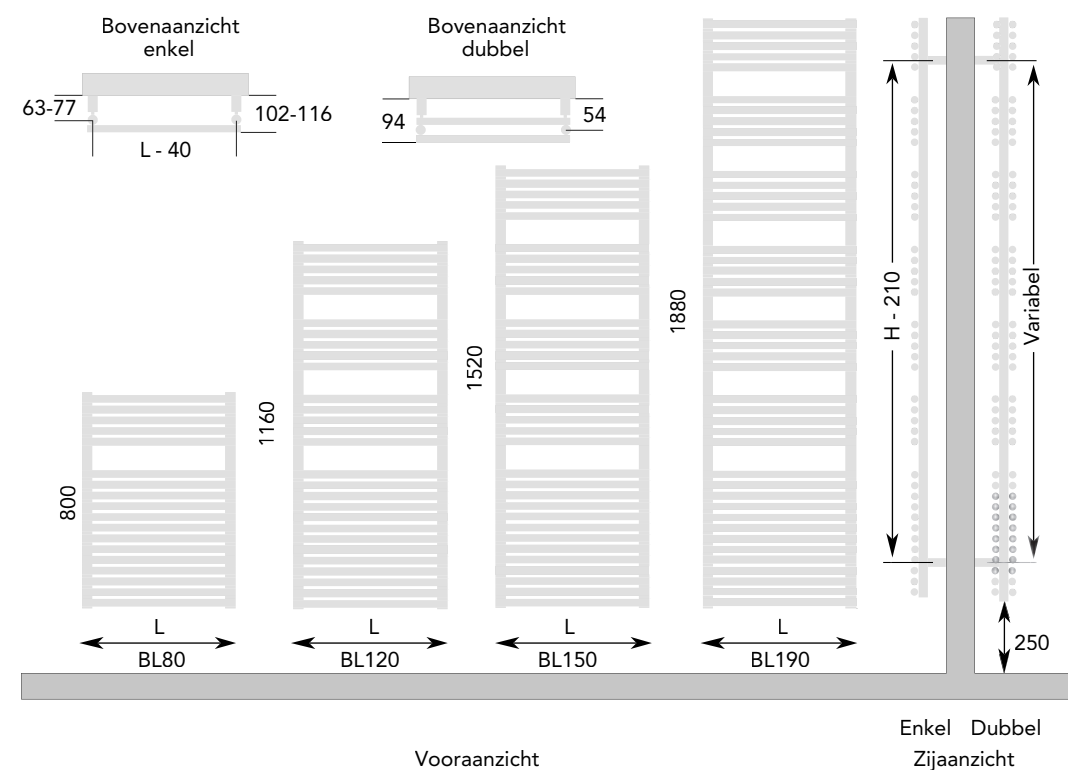 Bovenaanzicht
enkel
Bovenaanzicht
dubbel
63-77
102-116
L - 40
94
54
800
1160
1520
1880
H - 210
Variabel
L
BL80
L
BL120
L
BL150
L
BL190
250
Enkel
Dubbel
Vooraanzicht
Zijaanzicht